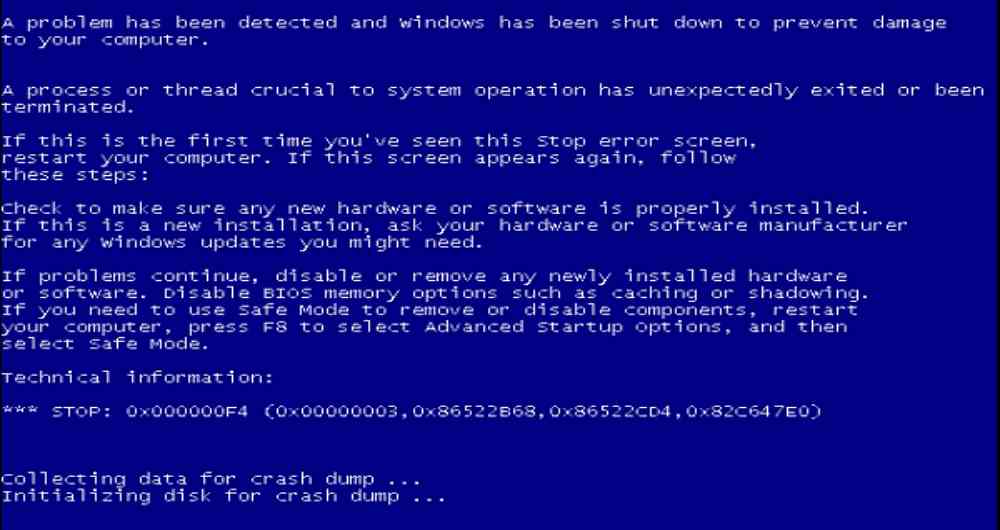 A problem has been detected and Windows has been shut down to prevent damage
to your computer.
A process or thread crucial to system operation has unexpectedly exited or been
terminated.
If this is the first time you've seen this Stop error screen,
restart your computer. If this screen appears again, follow
these steps:
Check to make sure any new hardware or software is properly installed.
If this is a new installation, ask your hardware or software manufacturer
for any Windows updates you might need.
If problems continue, disable or remove any newly installed hardware
or software. Disable BIOS memory options such as caching or shadowing.
If you need to use Safe Mode to remove or disable components, restart
your computer, press F8 to select Advanced Startup Options, and then
select Safe Mode.
Technical information:
*** STOP: 0x000000F4 (0x00000003,0x86522B68,0x86522CD4,0x82C647E0)
Collecting data for crash dump ...
Initializing disk for crash dump ...